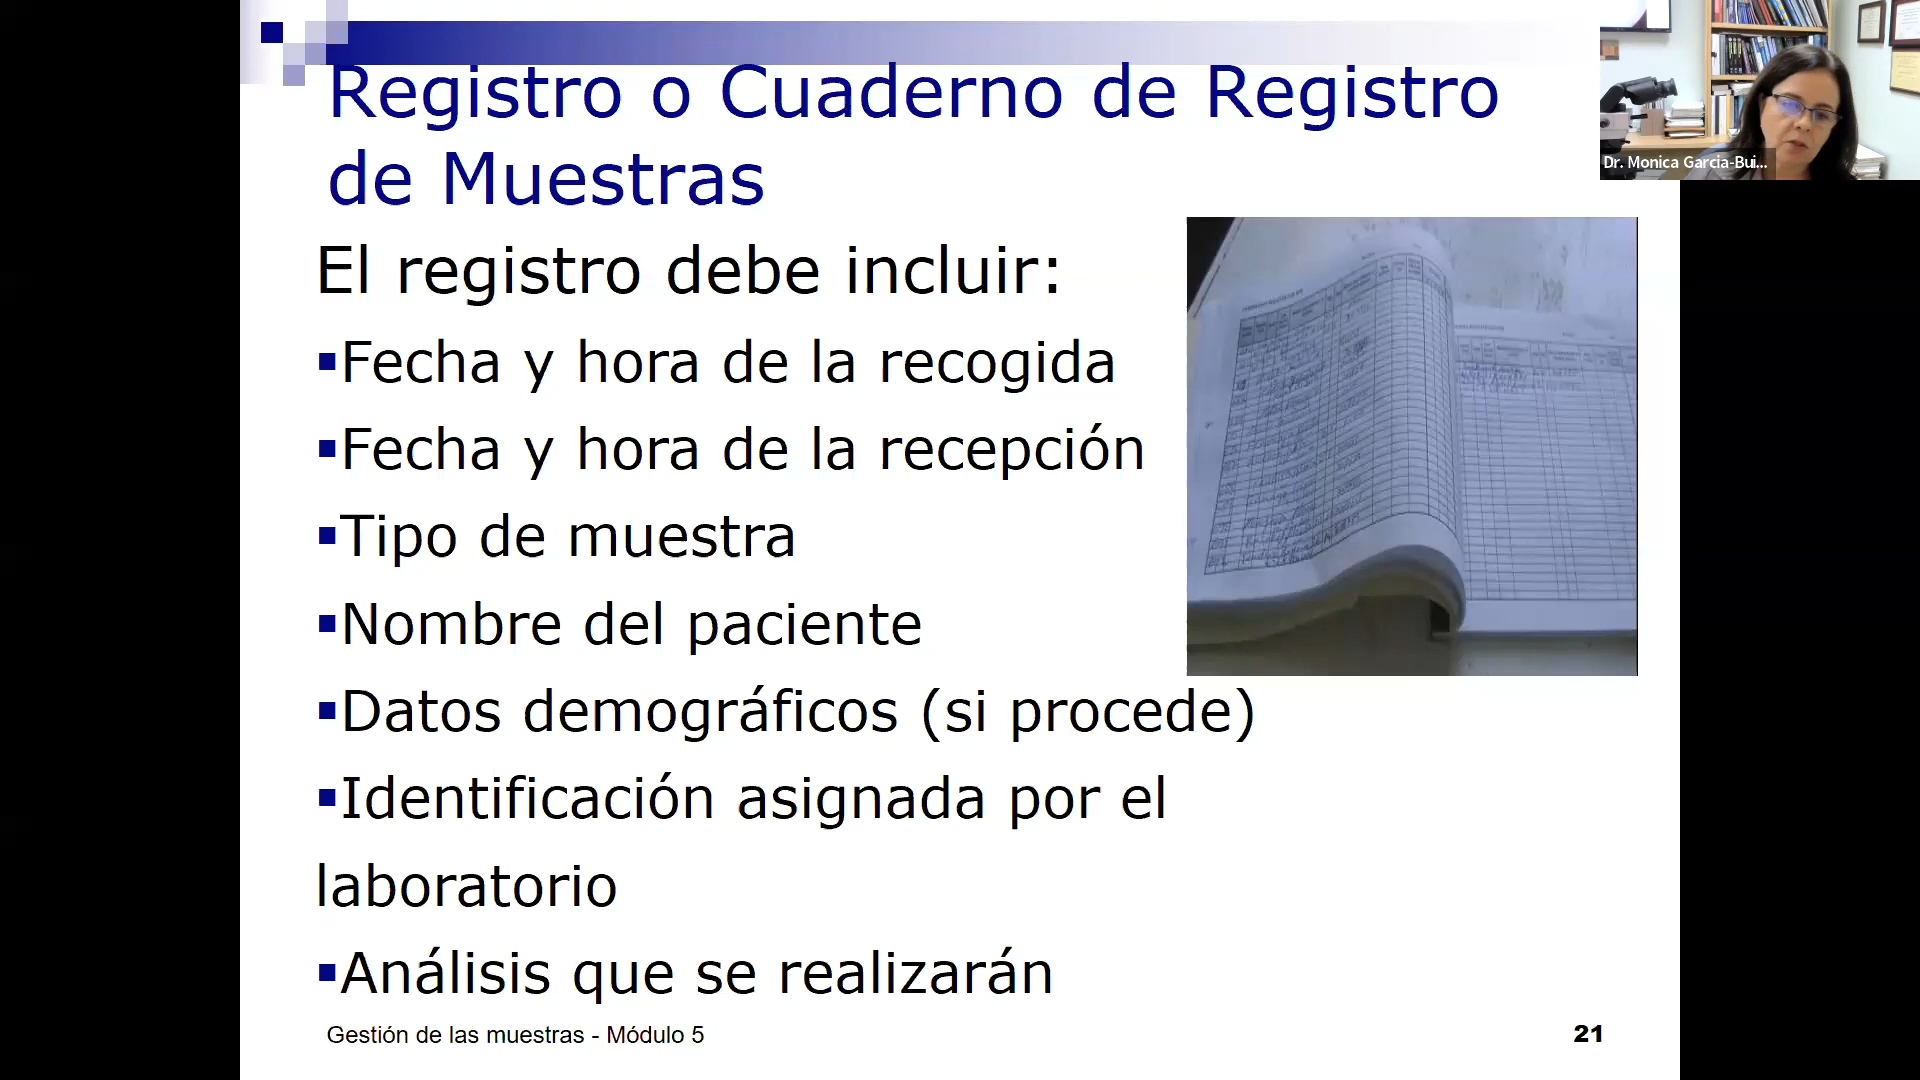 Registro o Cuaderno de Registro
de Muestras
El registro debe incluir:
▪Fecha y hora de la recogida
▪Fecha y hora de la recepción
▪Tipo de muestra
▪Nombre del paciente
▪Datos demográficos (si procede)
▪Identificación asignada por el
laboratorio
▪Análisis que se realizarán
Gestión de las muestras - Módulo 5
21
Dr. Monica Garcia-Bui...